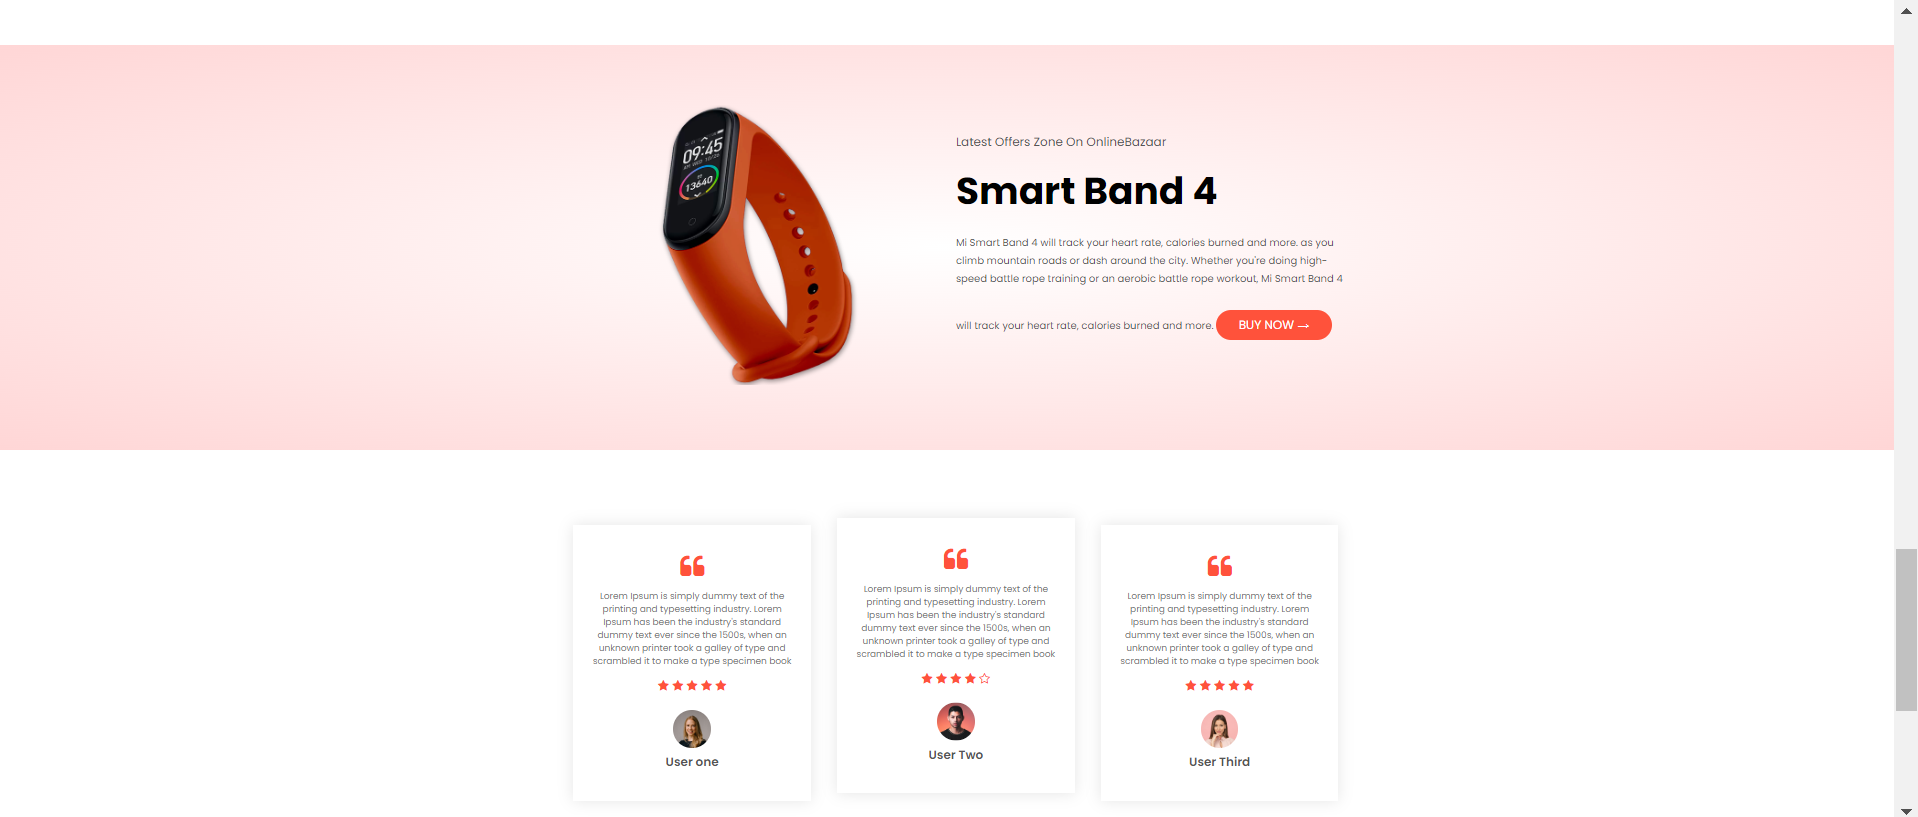 09:45
13640
Latest Offers Zone On OnlineBazaar
Smart Band 4
Mi Smart Band 4 will track your heart rate, calories burned and more. as you
climb mountain roads or dash around the city. Whether you're doing high-
speed battle rope training or an aerobic battle rope workout, Mi Smart Band 4
will track your heart rate, calories burned and more. BUY NOW →
Lorem Ipsum is simply dummy text of the
printing and typesetting industry. Lorem
Ipsum has been the industry's standard
dummy text ever since the 1500s, when an
unknown printer took a galley of type and
scrambled it to make a type specimen book
User one
Lorem Ipsum is simply dummy text of the
printing and typesetting industry. Lorem
Ipsum has been the industry's standard
dummy text ever since the 1500s, when an
unknown printer took a galley of type and
scrambled it to make a type specimen book
User Two
Lorem Ipsum is simply dummy text of the
printing and typesetting industry. Lorem
Ipsum has been the industry's standard
dummy text ever since the 1500s, when an
unknown printer took a galley of type and
scrambled it to make a type specimen book
User Third